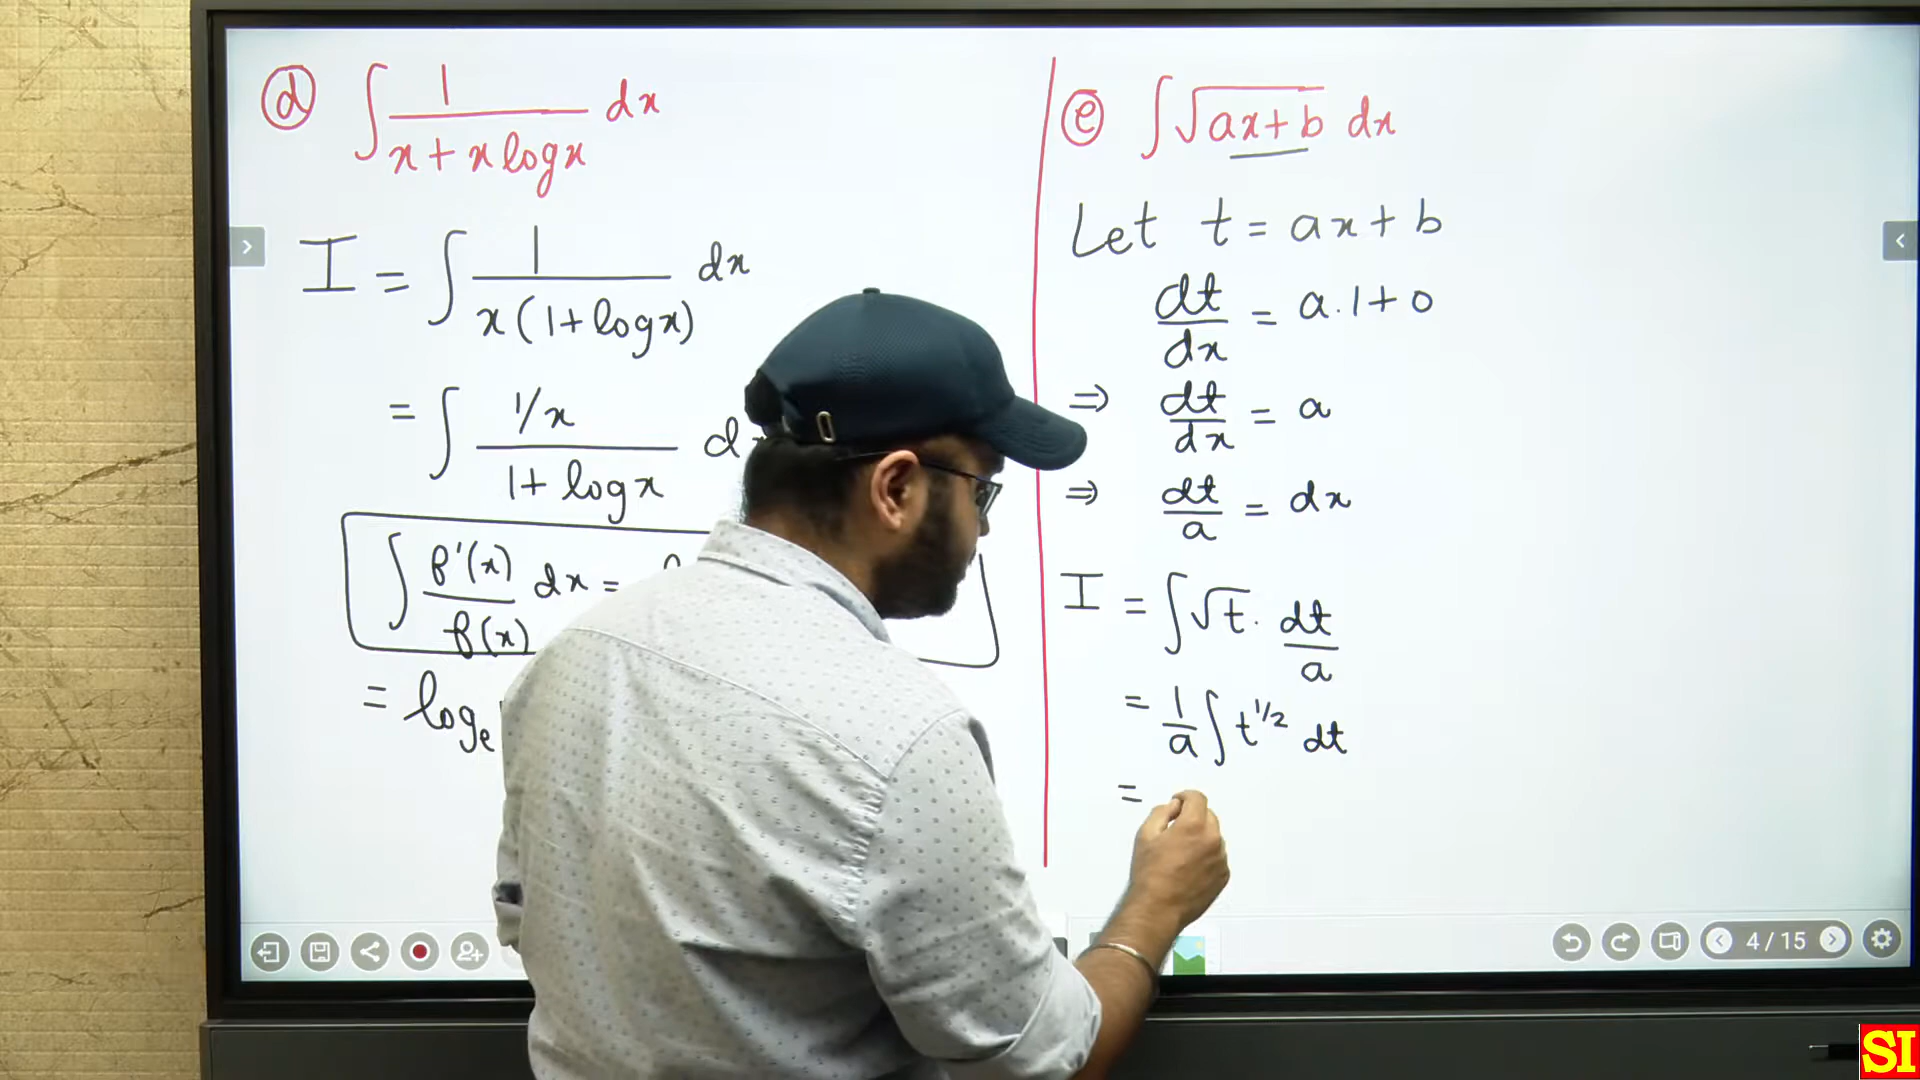 (d) ∫ 1/(x + x log x) dx
I = ∫ 1/(x(1+log x)) dx
= ∫ (1/x)/(1+ log x) d
∫ f'(x)/f(x) dx =
= logₑ
(e) ∫ √(ax+b) dx
Let t = ax + b
dt/dx = a.1 + 0
⇒ dt/dx = a
⇒ dt/a = dx
I = ∫ √t . dt/a
= 1/a ∫ t^1/2 dt
=
4/15
SI